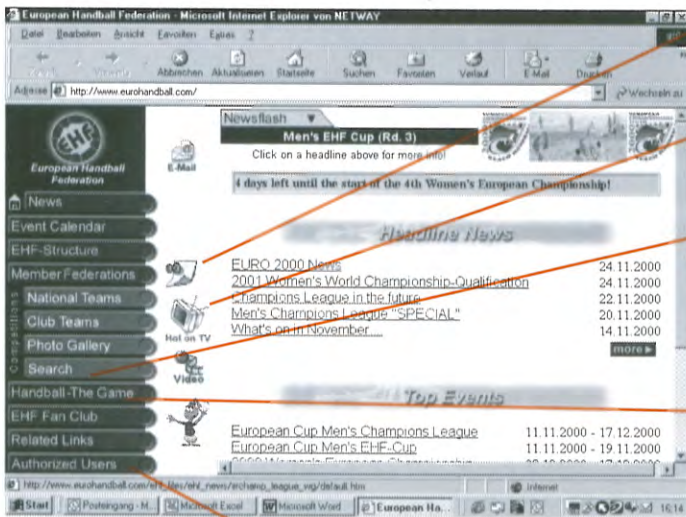 European Handball Federation - Microsoft Internet Explorer von NETWAY
Datei Bearbeiten Ansicht Favoriten Extras ?
Abbrechen Aktualisieren Startseite Suchen Favoriten Verlauf E-Mail Drucken
Adresse http://www.eurohandball.com/ Wechseln zu
EHF
European Handball
Federation
News
Event Calendar
EHF-Structure
Member Federations
Competitions
National Teams
Club Teams
Photo Gallery
Search
Handball-The Game
EHF Fan Club
Related Links
Authorized Users
E-Mail
Hot on TV
Video
Newsflash
Men's EHF Cup (Rd. 3)
Click on a headline above for more info!
4 days left until the start of the 4th Women's European Championship!
Headline News
EURO 2000 News 24.11.2000
2001 Women's World Championship-Qualification 24.11.2000
Champions League in the future 22.11.2000
Men's Champions League "SPECIAL" 20.11.2000
What's on in November... 14.11.2000
more
Top Events
European Cup Men's Champions League 11.11.2000 - 17.12.2000
European Cup Men's EHF-Cup 11.11.2000 - 19.11.2000
Internet
Start Posteingang - M... Microsoft Excel Microsoft Word European Ha... 16:14